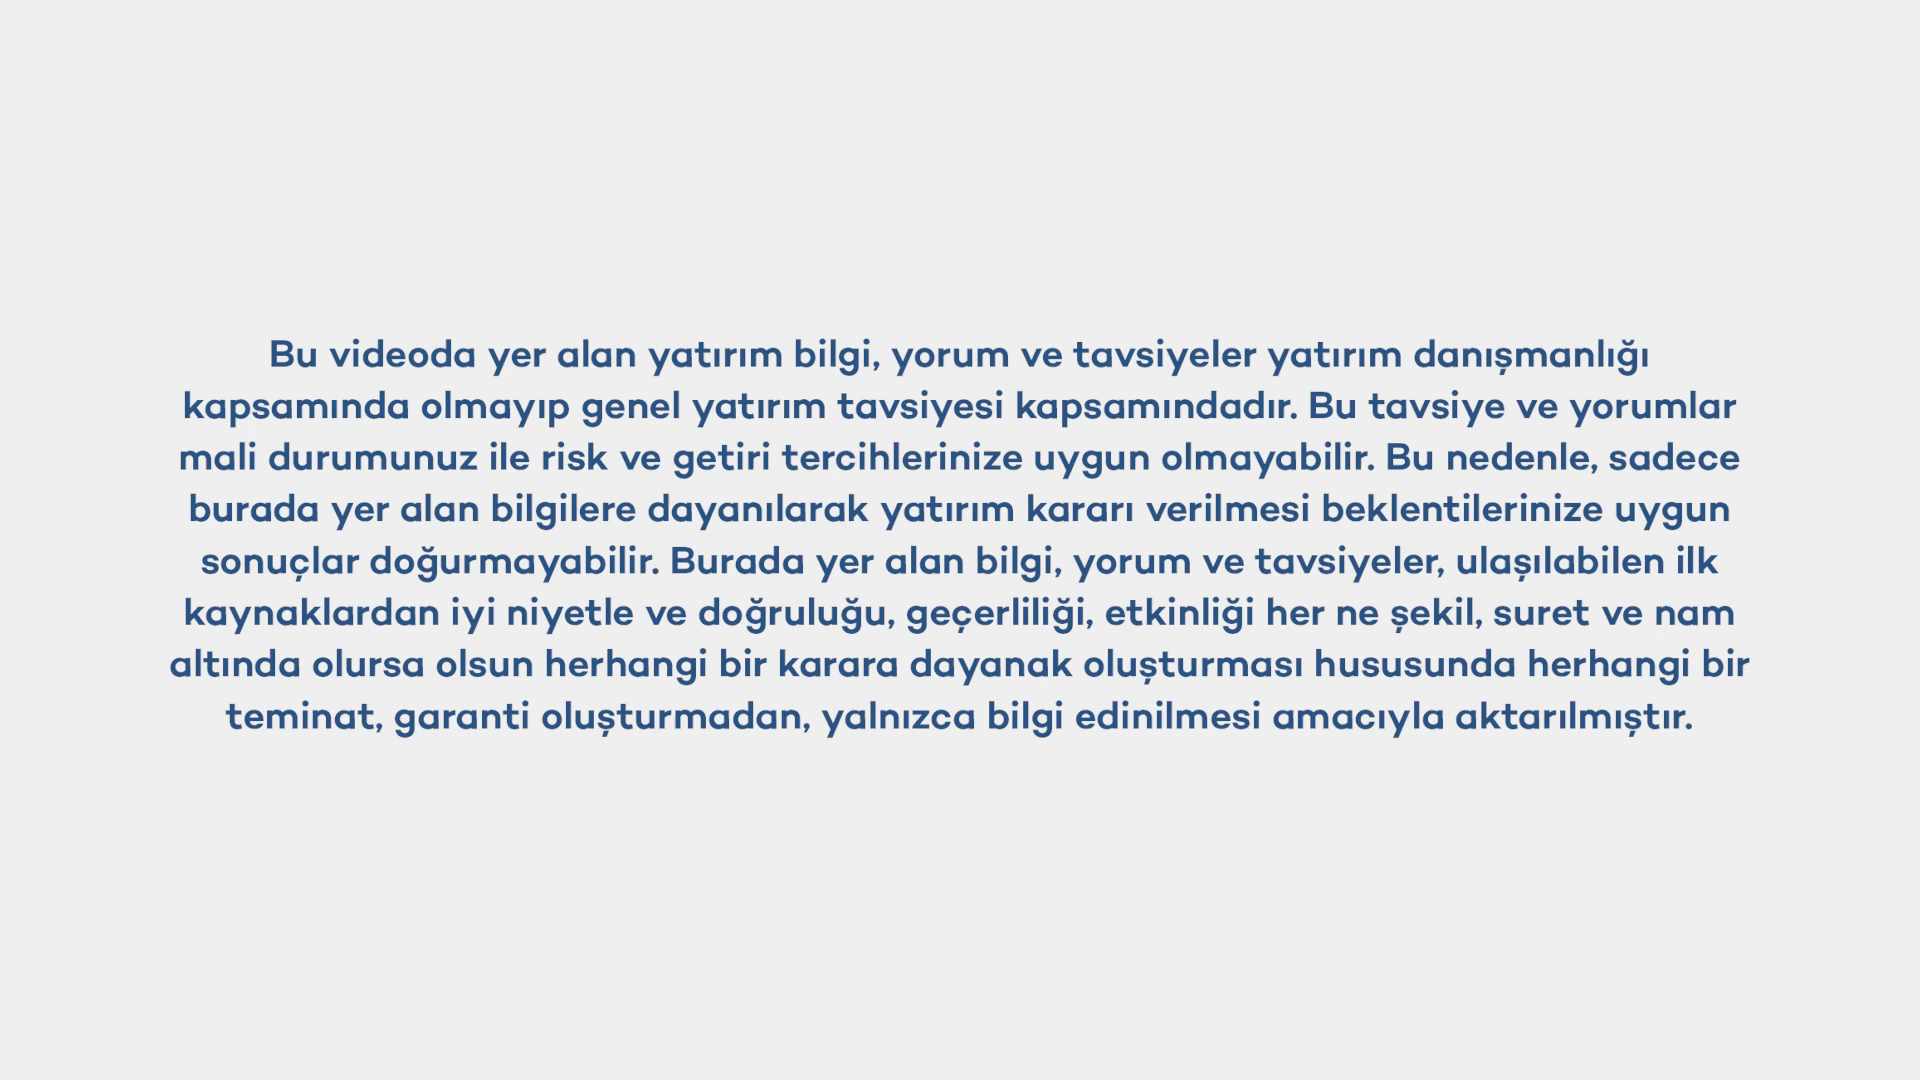 Bu videoda yer alan yatırım bilgi, yorum ve tavsiyeler yatırım danışmanlığı
kapsamında olmayıp genel yatırım tavsiyesi kapsamındadır. Bu tavsiye ve yorumlar
mali durumunuz ile risk ve getiri tercihlerinize uygun olmayabilir. Bu nedenle, sadece
burada yer alan bilgilere dayanılarak yatırım kararı verilmesi beklentilerinize uygun
sonuçlar doğurmayabilir. Burada yer alan bilgi, yorum ve tavsiyeler, ulaşılabilen ilk
kaynaklardan iyi niyetle ve doğruluğu, geçerliliği, etkinliği her ne şekil, suret ve nam
altında olursa olsun herhangi bir karara dayanak oluşturması hususunda herhangi bir
teminat, garanti oluşturmadan, yalnızca bilgi edinilmesi amacıyla aktarılmıştır.